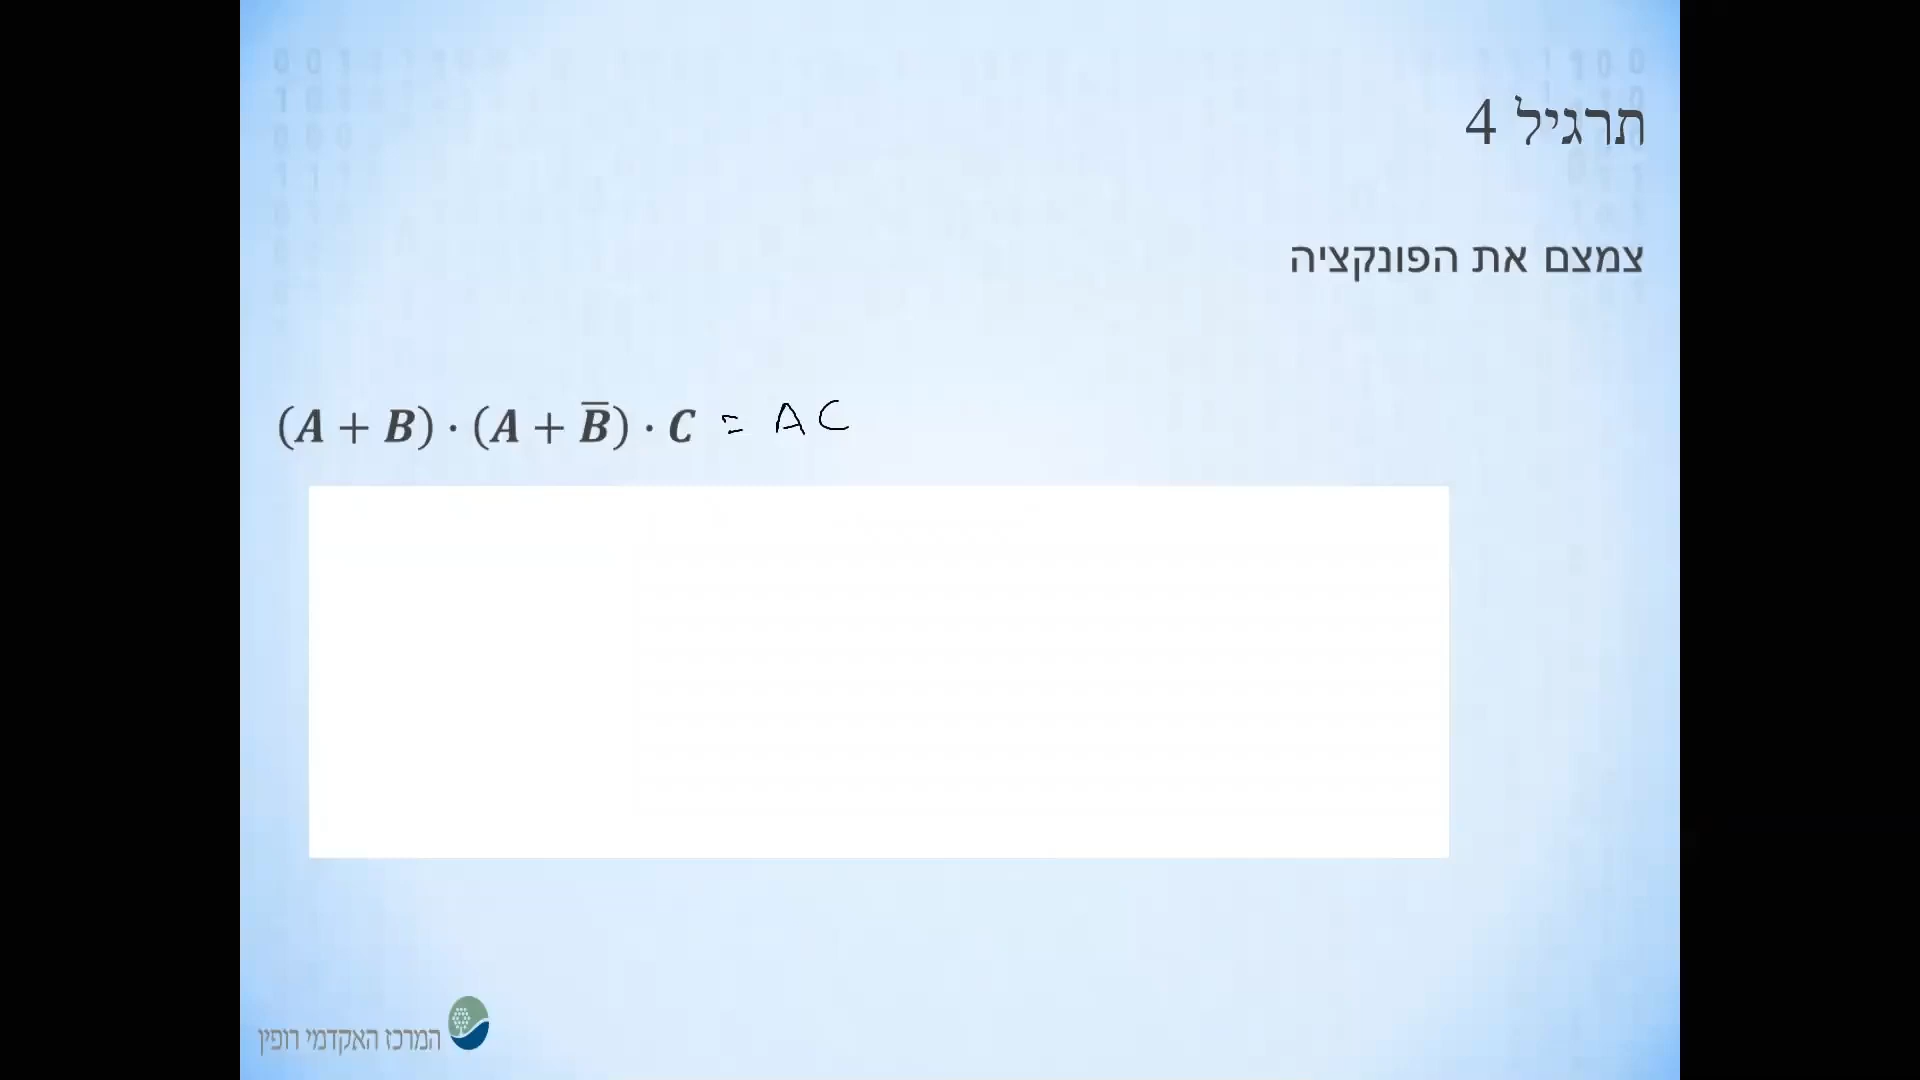 תרגיל 4
צמצם את הפונקציה
(A + B) · (A + B̅) · C = AC
המרכז האקדמי רופין